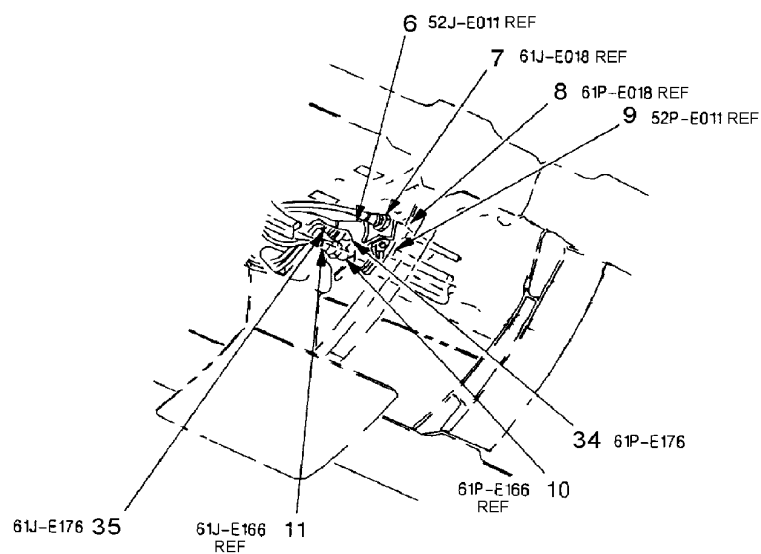 6 52J-E011 REF
7 61J-E018 REF
8 61P-E018 REF
9 52P-E011 REF
34 61P-E176
61P-E166 10
REF
61J-E176 35
61J-E166 11
REF